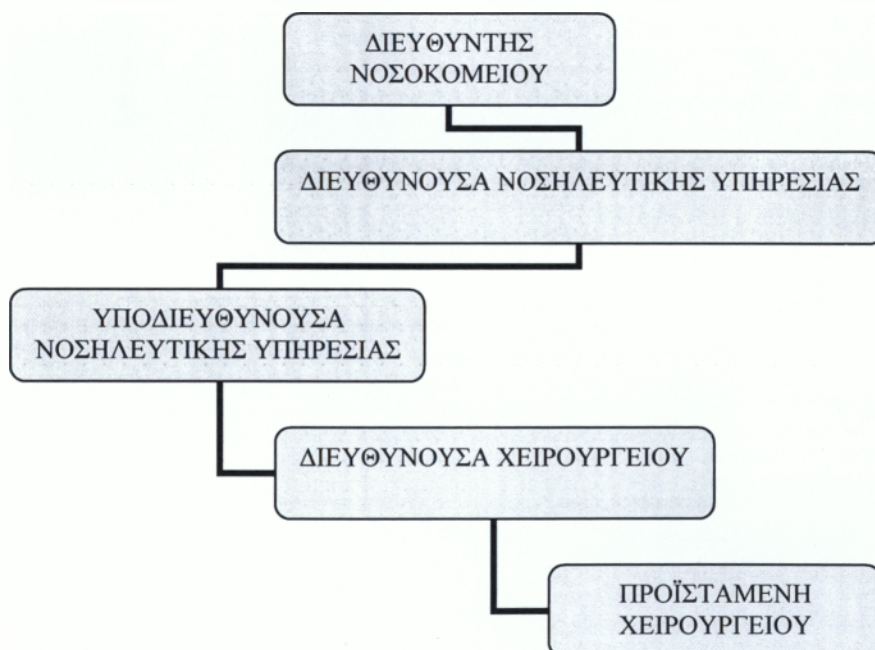 ΔΙΕΥΘΥΝΤΗΣ
ΝΟΣΟΚΟΜΕΙΟΥ
ΔΙΕΥΘΥΝΟΥΣΑ ΝΟΣΗΛΕΥΤΙΚΗΣ ΥΠΗΡΕΣΙΑΣ
ΥΠΟΔΙΕΥΘΥΝΟΥΣΑ
ΝΟΣΗΛΕΥΤΙΚΗΣ ΥΠΗΡΕΣΙΑΣ
ΔΙΕΥΘΥΝΟΥΣΑ ΧΕΙΡΟΥΡΓΕΙΟΥ
ΠΡΟΪΣΤΑΜΕΝΗ
ΧΕΙΡΟΥΡΓΕΙΟΥ